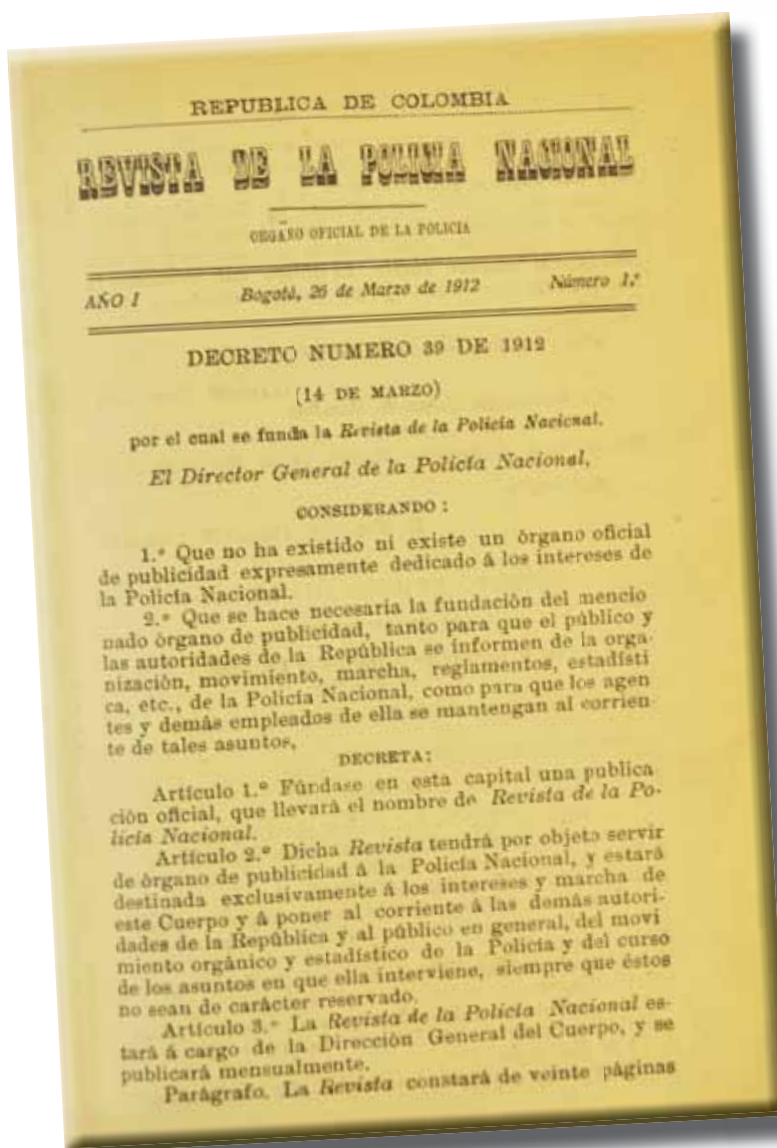 REPUBLICA DE COLOMBIA
REVISTA DE LA POLICIA NACIONAL
ORGANO OFICIAL DE LA POLICIA
AÑO I Bogotá, 26 de Marzo de 1912 Número 1.º
DECRETO NUMERO 39 DE 1912
(14 DE MARZO)
por el cual se funda la Revista de la Policía Nacional.
El Director General de la Policía Nacional,
CONSIDERANDO:
1.º Que no ha existido ni existe un órgano oficial
de publicidad expresamente dedicado á los intereses de
la Policía Nacional.
2.º Que se hace necesaria la fundación del mencio
nado órgano de publicidad, tanto para que el público y
las autoridades de la República se informen de la orga-
nización, movimiento, marcha, reglamentos, estadísti
ca, etc., de la Policía Nacional, como para que los agen
tes y demás empleados de ella se mantengan al corrien
te de tales asuntos,
DECRETA:
Artículo 1.º Fúndase en esta capital una publica
ción oficial, que llevará el nombre de Revista de la Po-
licía Nacional.
Artículo 2.º Dicha Revista tendrá por objeto servir
de órgano de publicidad á la Policía Nacional, y estará
destinada exclusivamente á los intereses y marcha de
este Cuerpo y á poner al corriente á las demás autori-
dades de la República y al público en general, del movi
miento orgánico y estadístico de la Policía y del curso
de los asuntos en que ella interviene, siempre que éstos
no sean de carácter reservado.
Artículo 3.º La Revista de la Policía Nacional es-
tará á cargo de la Dirección General del Cuerpo, y se
publicará mensualmente.
Parágrafo. La Revista constará de veinte páginas